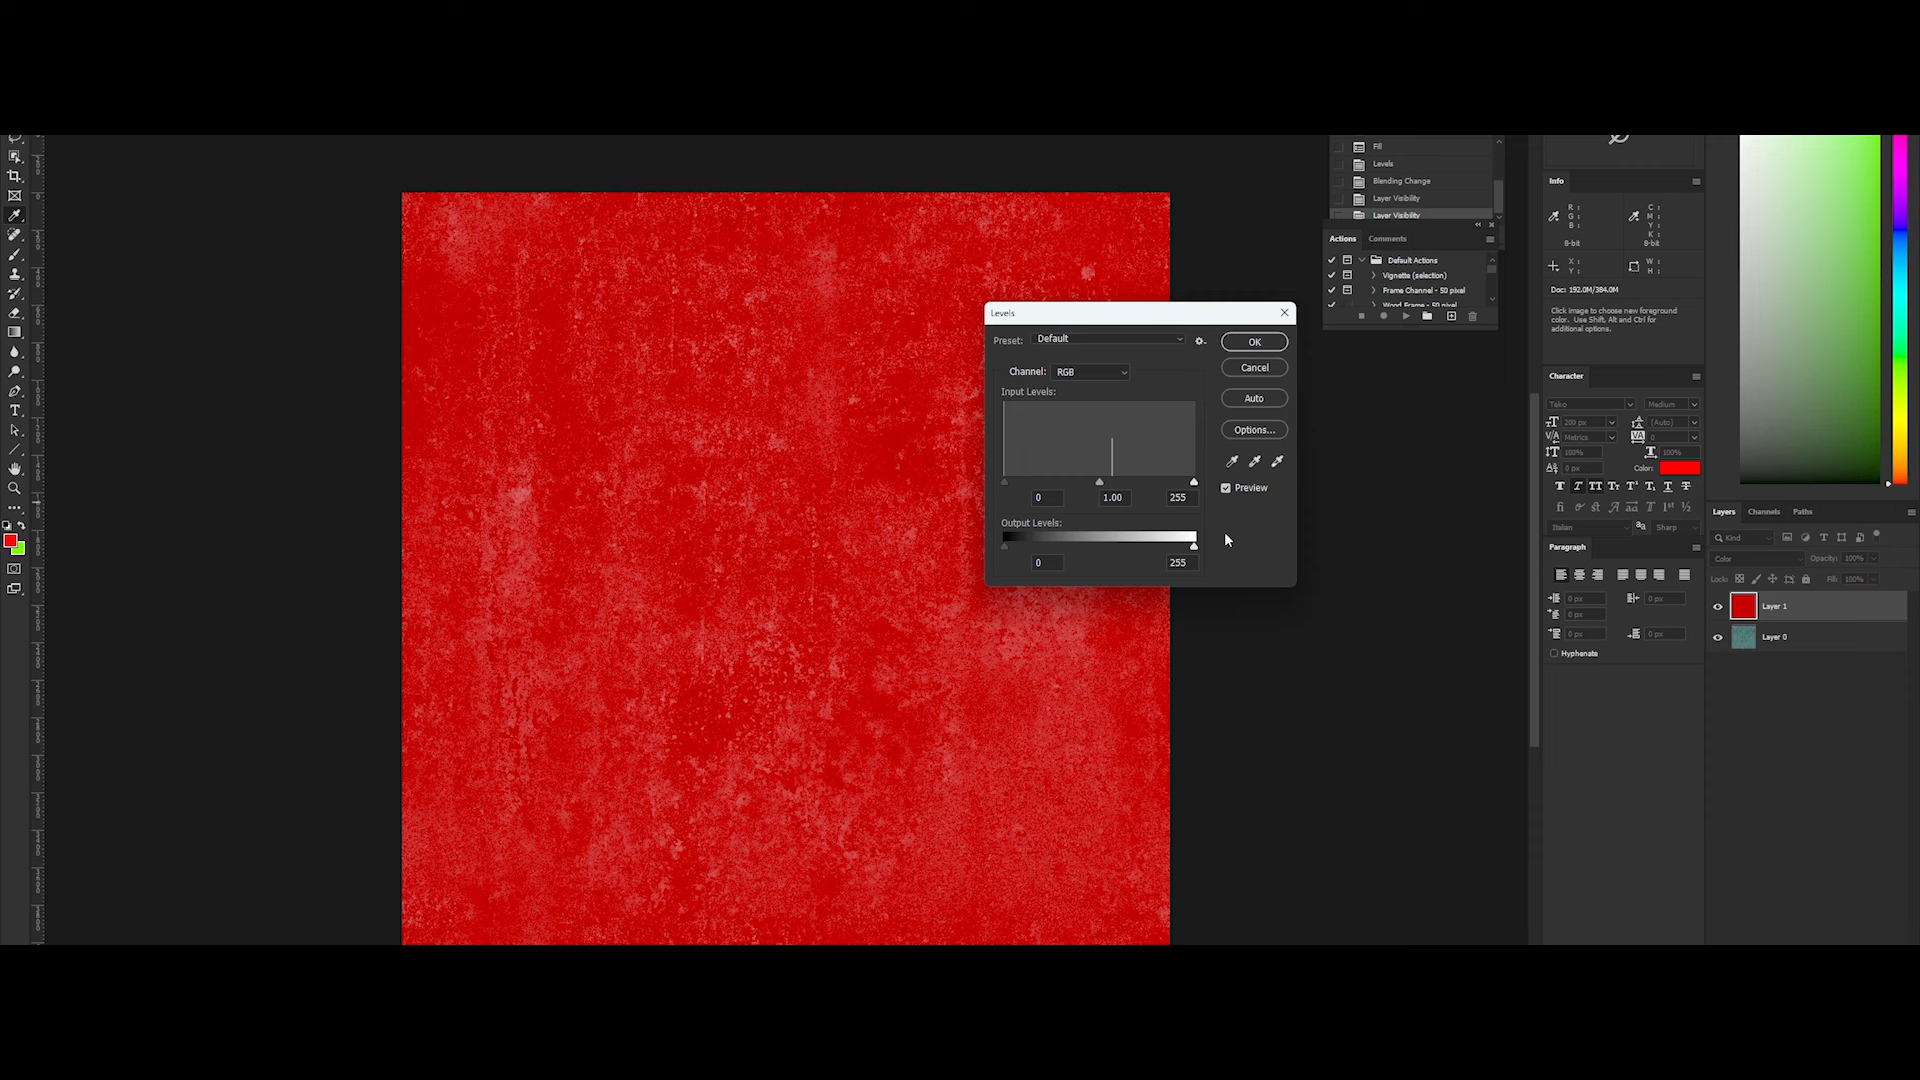 Fill
Levels
Blending Change
Layer Visibility
Layer Visibility
Actions
Comments
Default Actions
Vignette (selection)
Frame Channel - 50 pixel
Wood Frame - 50 pixel
Levels
Preset:
Default
OK
Channel:
RGB
Cancel
Input Levels:
Auto
Options...
Preview
0
1.00
255
Output Levels:
0
255
Info
R :
G :
B :
C :
M :
Y :
K :
8-bit
8-bit
X :
Y :
W :
H :
Doc: 192.0M/384.0M
Click image to choose new foreground
color. Use Shift, Alt and Ctrl for
additional options.
Character
Teko
Medium
200 px
(Auto)
Metrics
0
100%
100%
0 px
Color:
Italian
Sharp
Paragraph
0 px
0 px
0 px
0 px
0 px
Hyphenate
Layers
Channels
Paths
Kind
Color
Opacity:
100%
Lock:
Fill:
100%
Layer 1
Layer 0